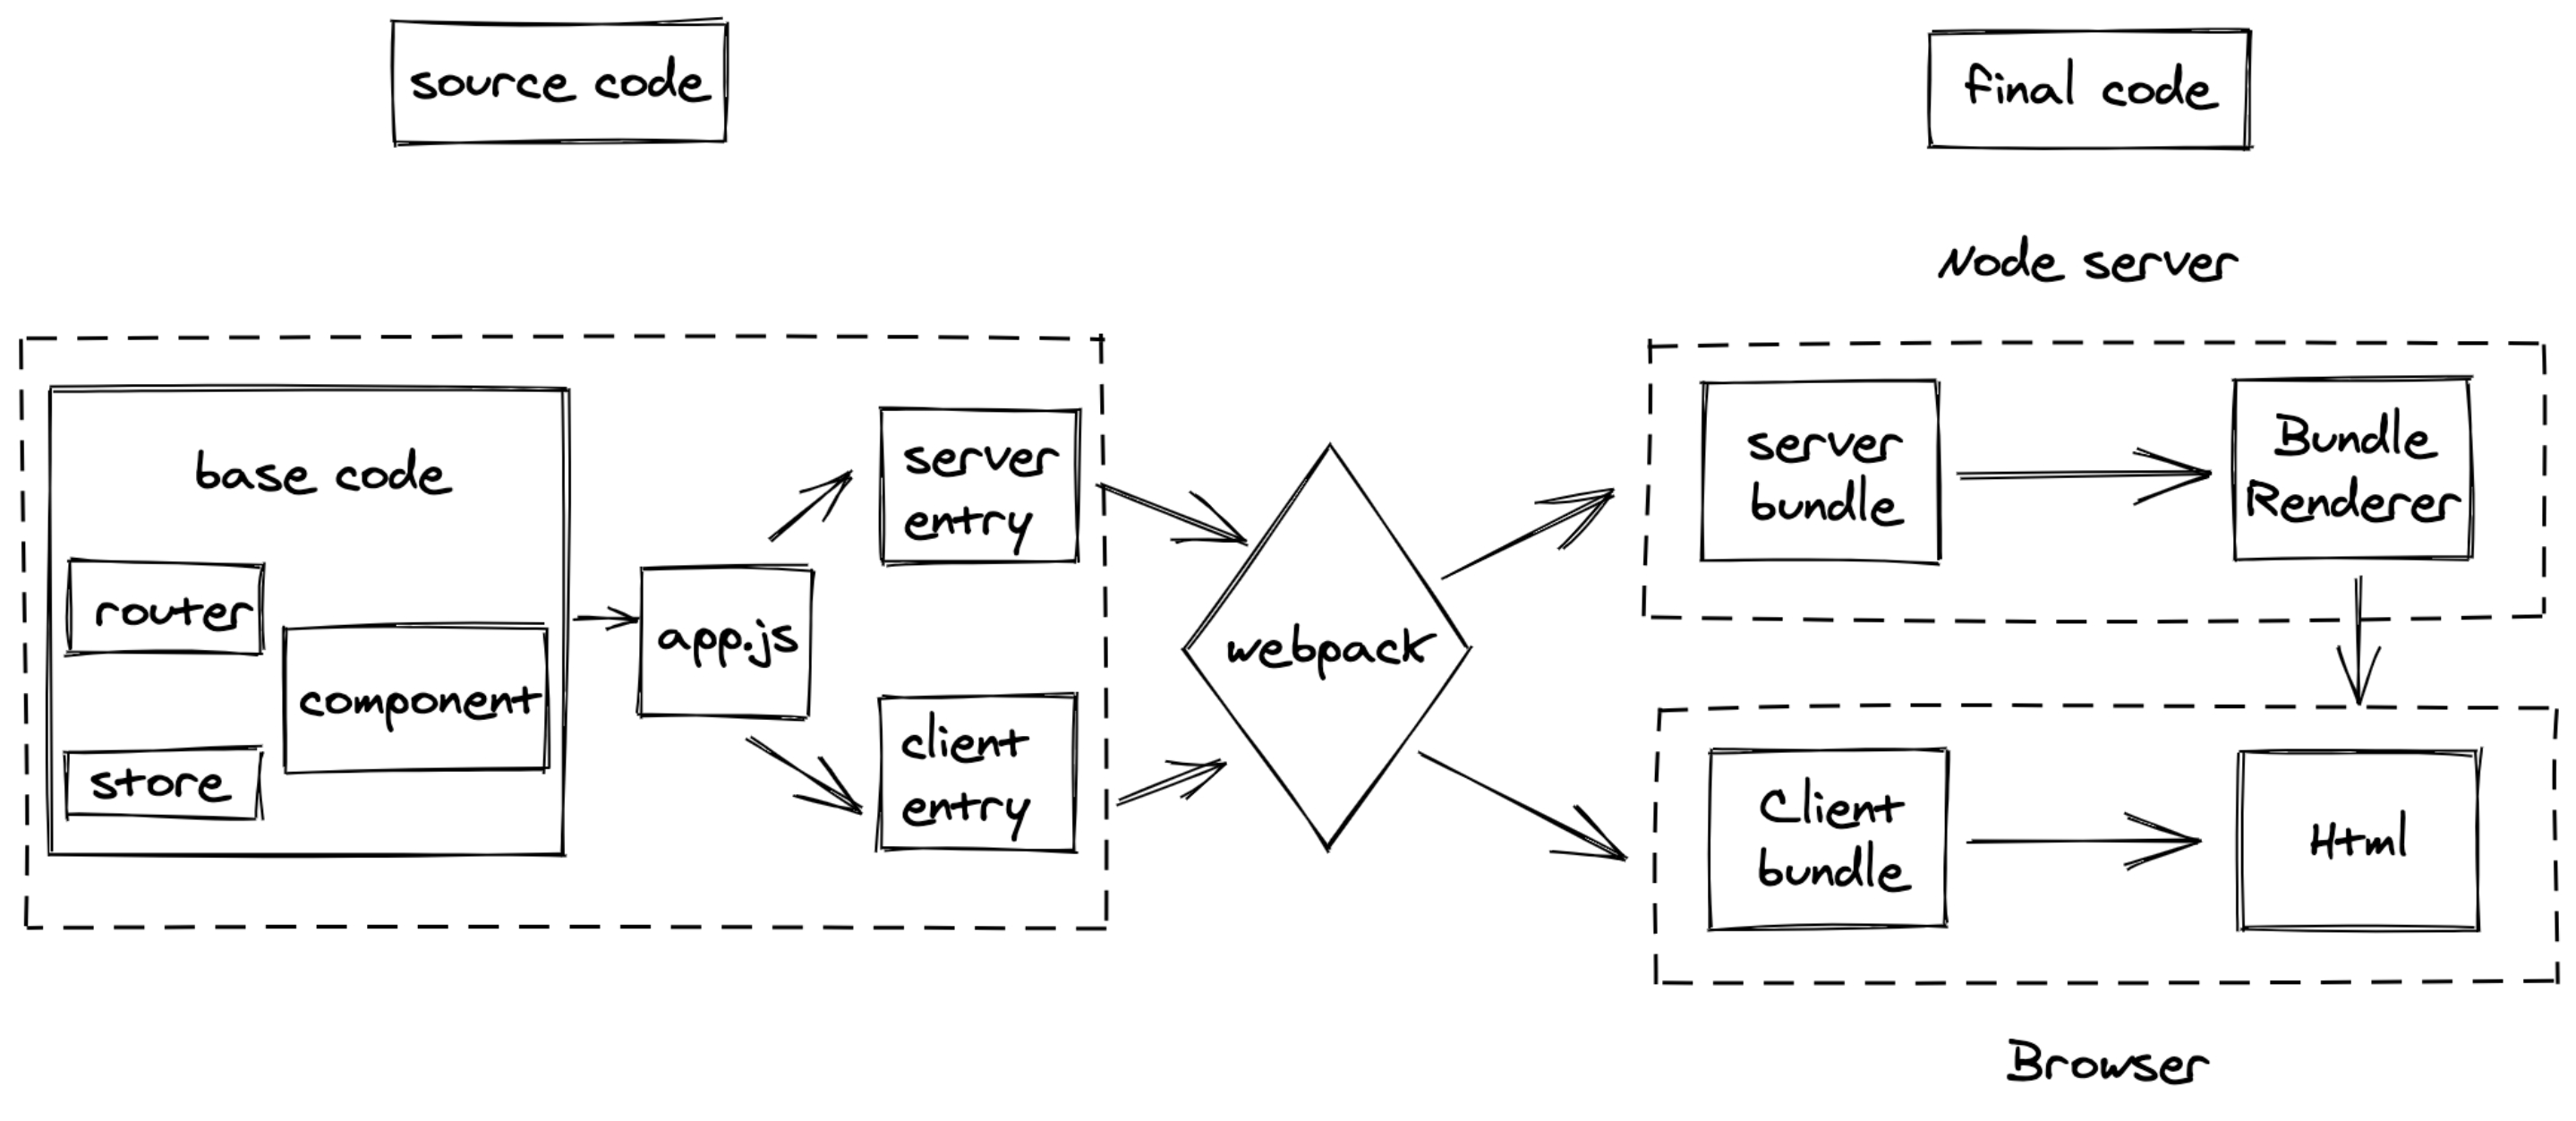 source code
final code
Node server
base code
router
component
store
app.js
server
entry
client
entry
webpack
server
bundle
Bundle
Renderer
Client
bundle
Html
Browser